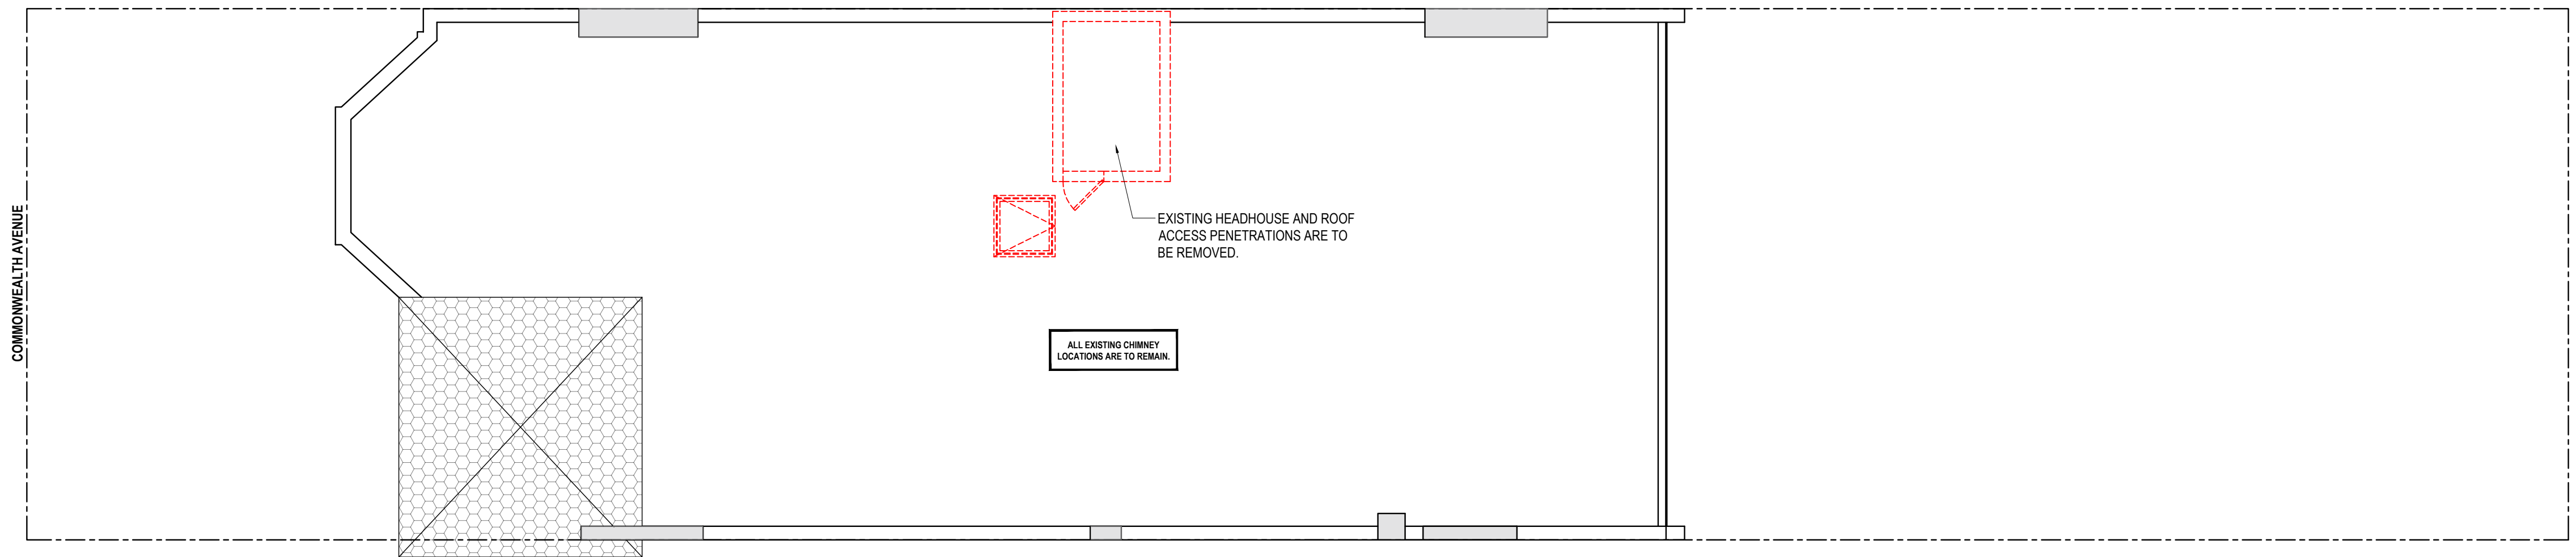 COMMONWEALTH AVENUE
EXISTING HEADHOUSE AND ROOF
ACCESS PENETRATIONS ARE TO
BE REMOVED.
ALL EXISTING CHIMNEY
LOCATIONS ARE TO REMAIN.